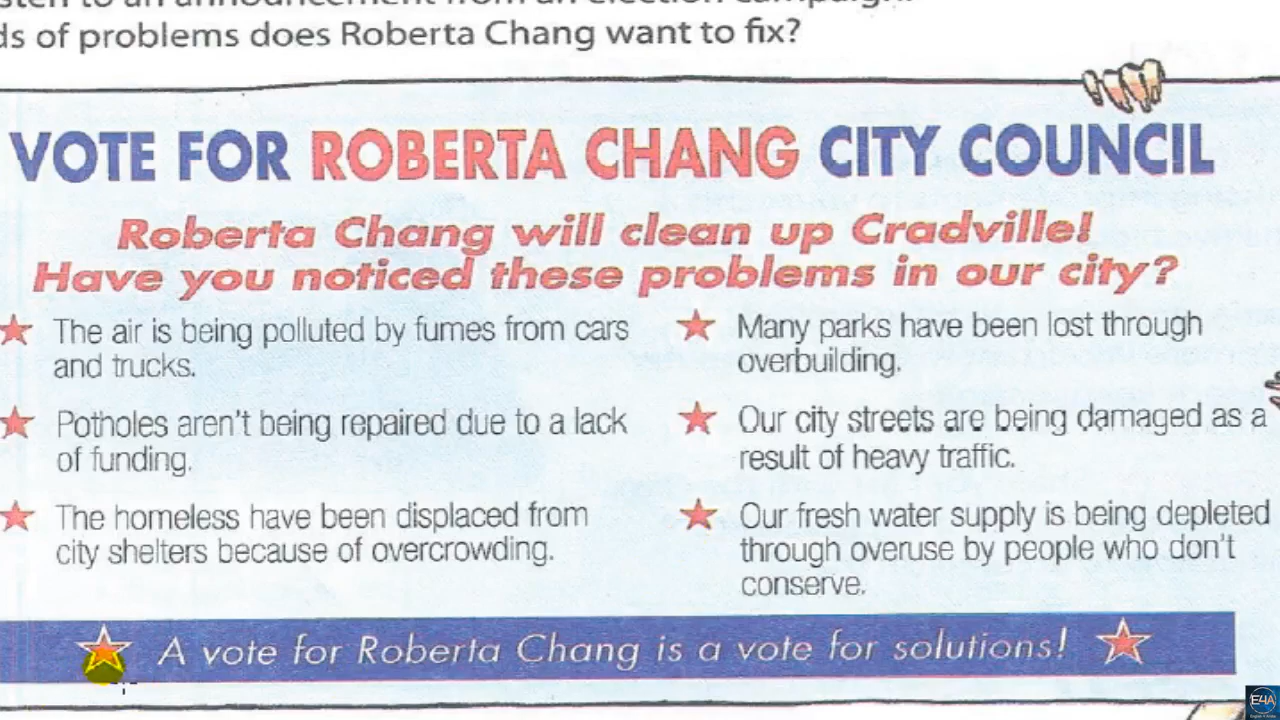 ds of problems does Roberta Chang want to fix?
VOTE FOR ROBERTA CHANG CITY COUNCIL
Roberta Chang will clean up Cradville!
Have you noticed these problems in our city?
The air is being polluted by fumes from cars
and trucks.
Potholes aren't being repaired due to a lack
of funding.
The homeless have been displaced from
city shelters because of overcrowding.
Many parks have been lost through
overbuilding.
Our city streets are being damaged as a
result of heavy traffic.
Our fresh water supply is being depleted
through overuse by people who don't
conserve.
A vote for Roberta Chang is a vote for solutions!
E4A